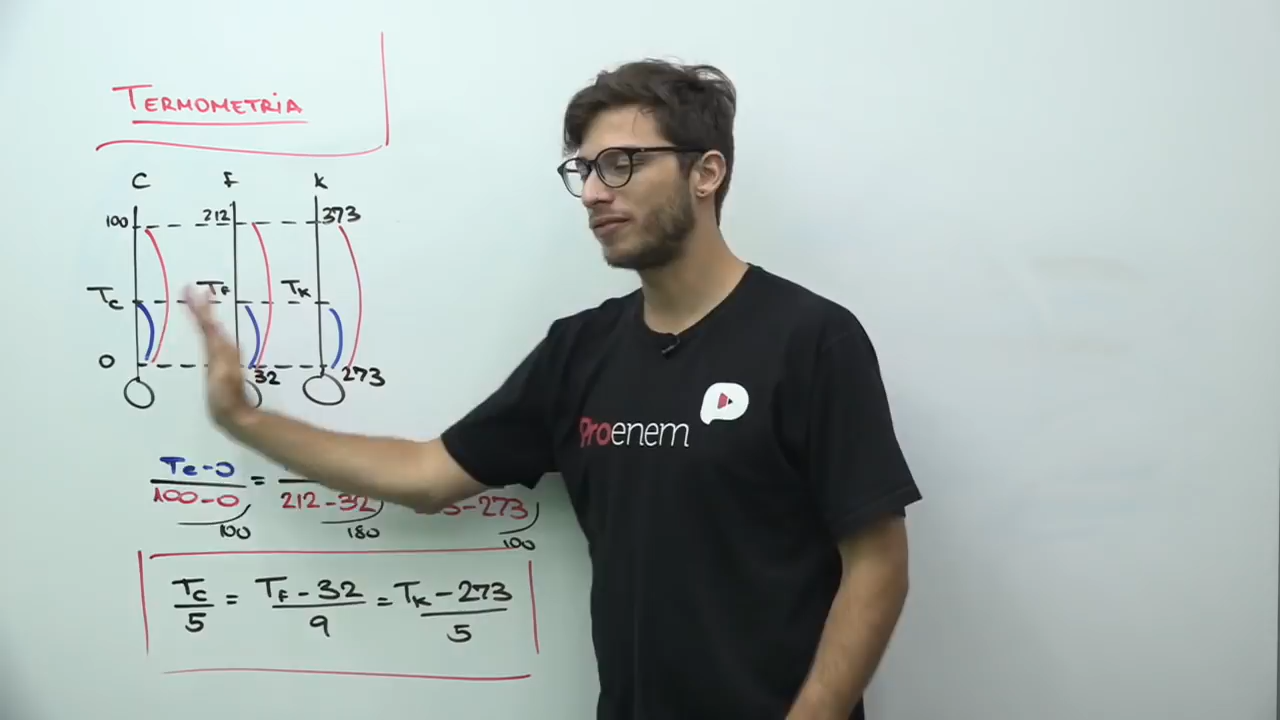 TERMOMETRIA
C F K
100 212 373
Tc TF TK
0 32 273
Tc-0 =
100-0 212-32 -273
100 180 100
Tc = TF-32 = TK-273
5 9 5
Proenem